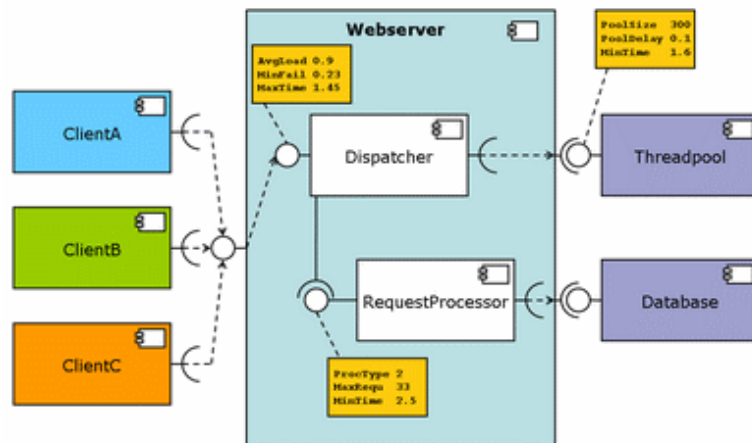 Webserver
PoolSize 300
PoolDelay 0.1
MinTime 1.6
AvgLoad 0.9
MinFail 0.23
MaxTime 1.45
ClientA
Dispatcher
Threadpool
ClientB
RequestProcessor
Database
ClientC
ProcType 2
MaxRequ 33
MinTime 2.5